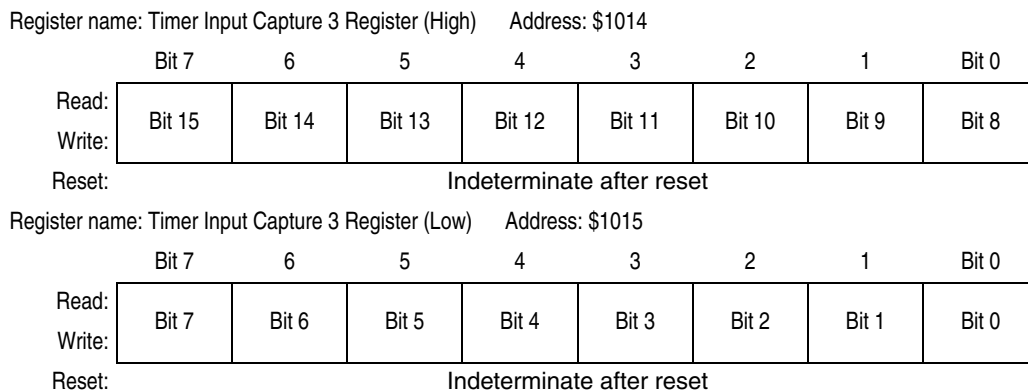 Register name: Timer Input Capture 3 Register (High) Address: $1014
Bit 7 6 5 4 3 2 1 Bit 0
Read:
Bit 15 Bit 14 Bit 13 Bit 12 Bit 11 Bit 10 Bit 9 Bit 8
Write:
Reset: Indeterminate after reset
Register name: Timer Input Capture 3 Register (Low) Address: $1015
Bit 7 6 5 4 3 2 1 Bit 0
Read:
Bit 7 Bit 6 Bit 5 Bit 4 Bit 3 Bit 2 Bit 1 Bit 0
Write:
Reset: Indeterminate after reset